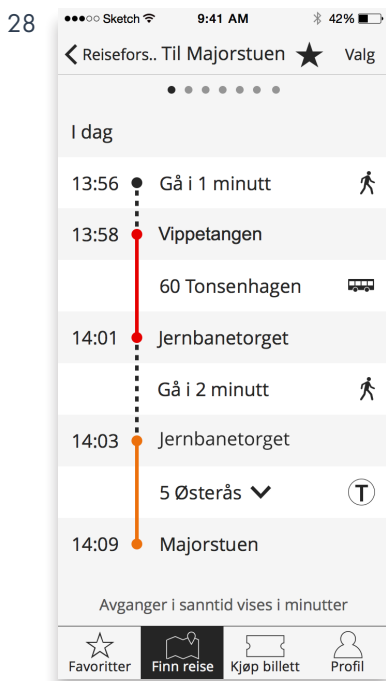 28
Sketch 9:41 AM 42%
Reisefors.. Til Majorstuen Valg
I dag
13:56 Gå i 1 minutt
13:58 Vippetangen
60 Tonsenhagen
14:01 Jernbanetorget
Gå i 2 minutt
14:03 Jernbanetorget
5 Østerås T
14:09 Majorstuen
Avganger i sanntid vises i minutter
Favoritter Finn reise Kjøp billett Profil